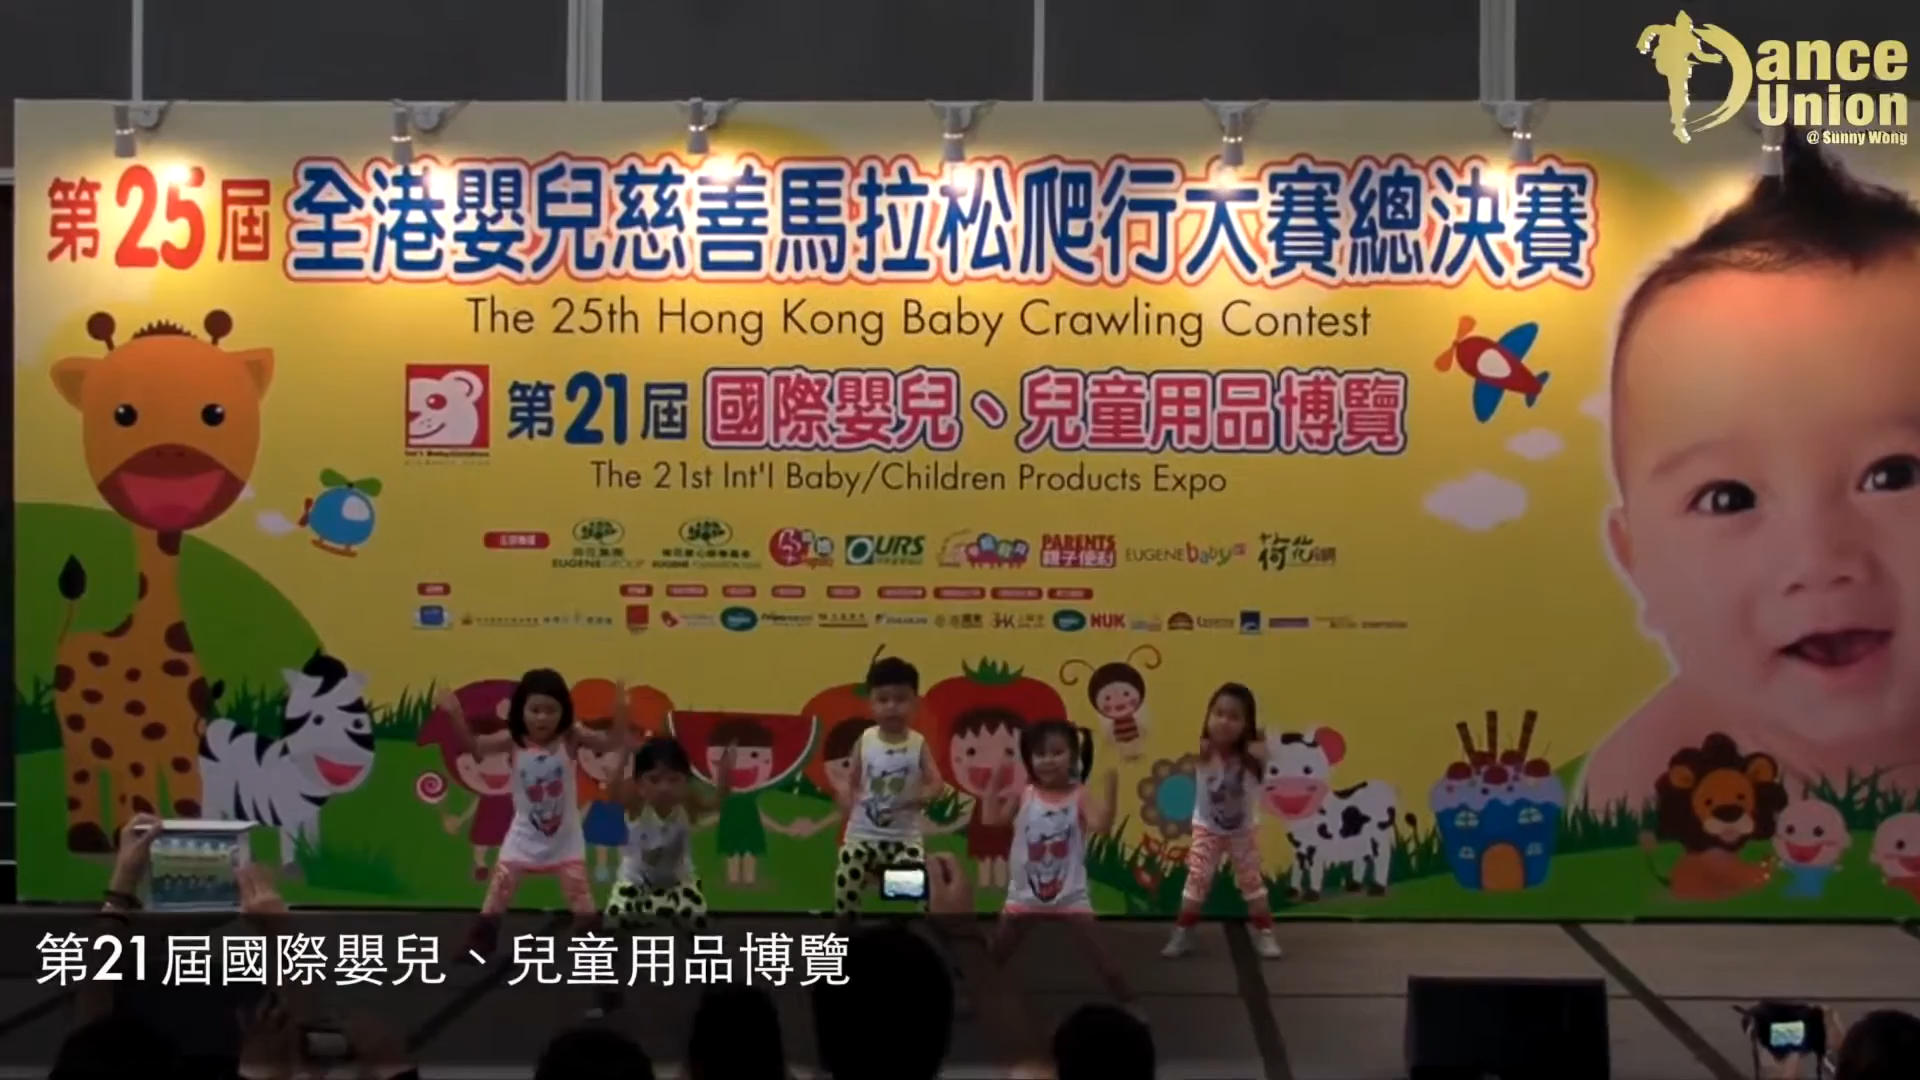 Dance
Union
@ Sunny Wong
第25屆 全港嬰兒慈善馬拉松爬行大賽總決賽
The 25th Hong Kong Baby Crawling Contest
第21屆 國際嬰兒、兒童用品博覽
The 21st Int'l Baby/Children Products Expo
EUGENE GROUP
OURS
PARENTS
親子便利
EUGENE baby
荷花網
NUK
第21屆國際嬰兒、兒童用品博覽